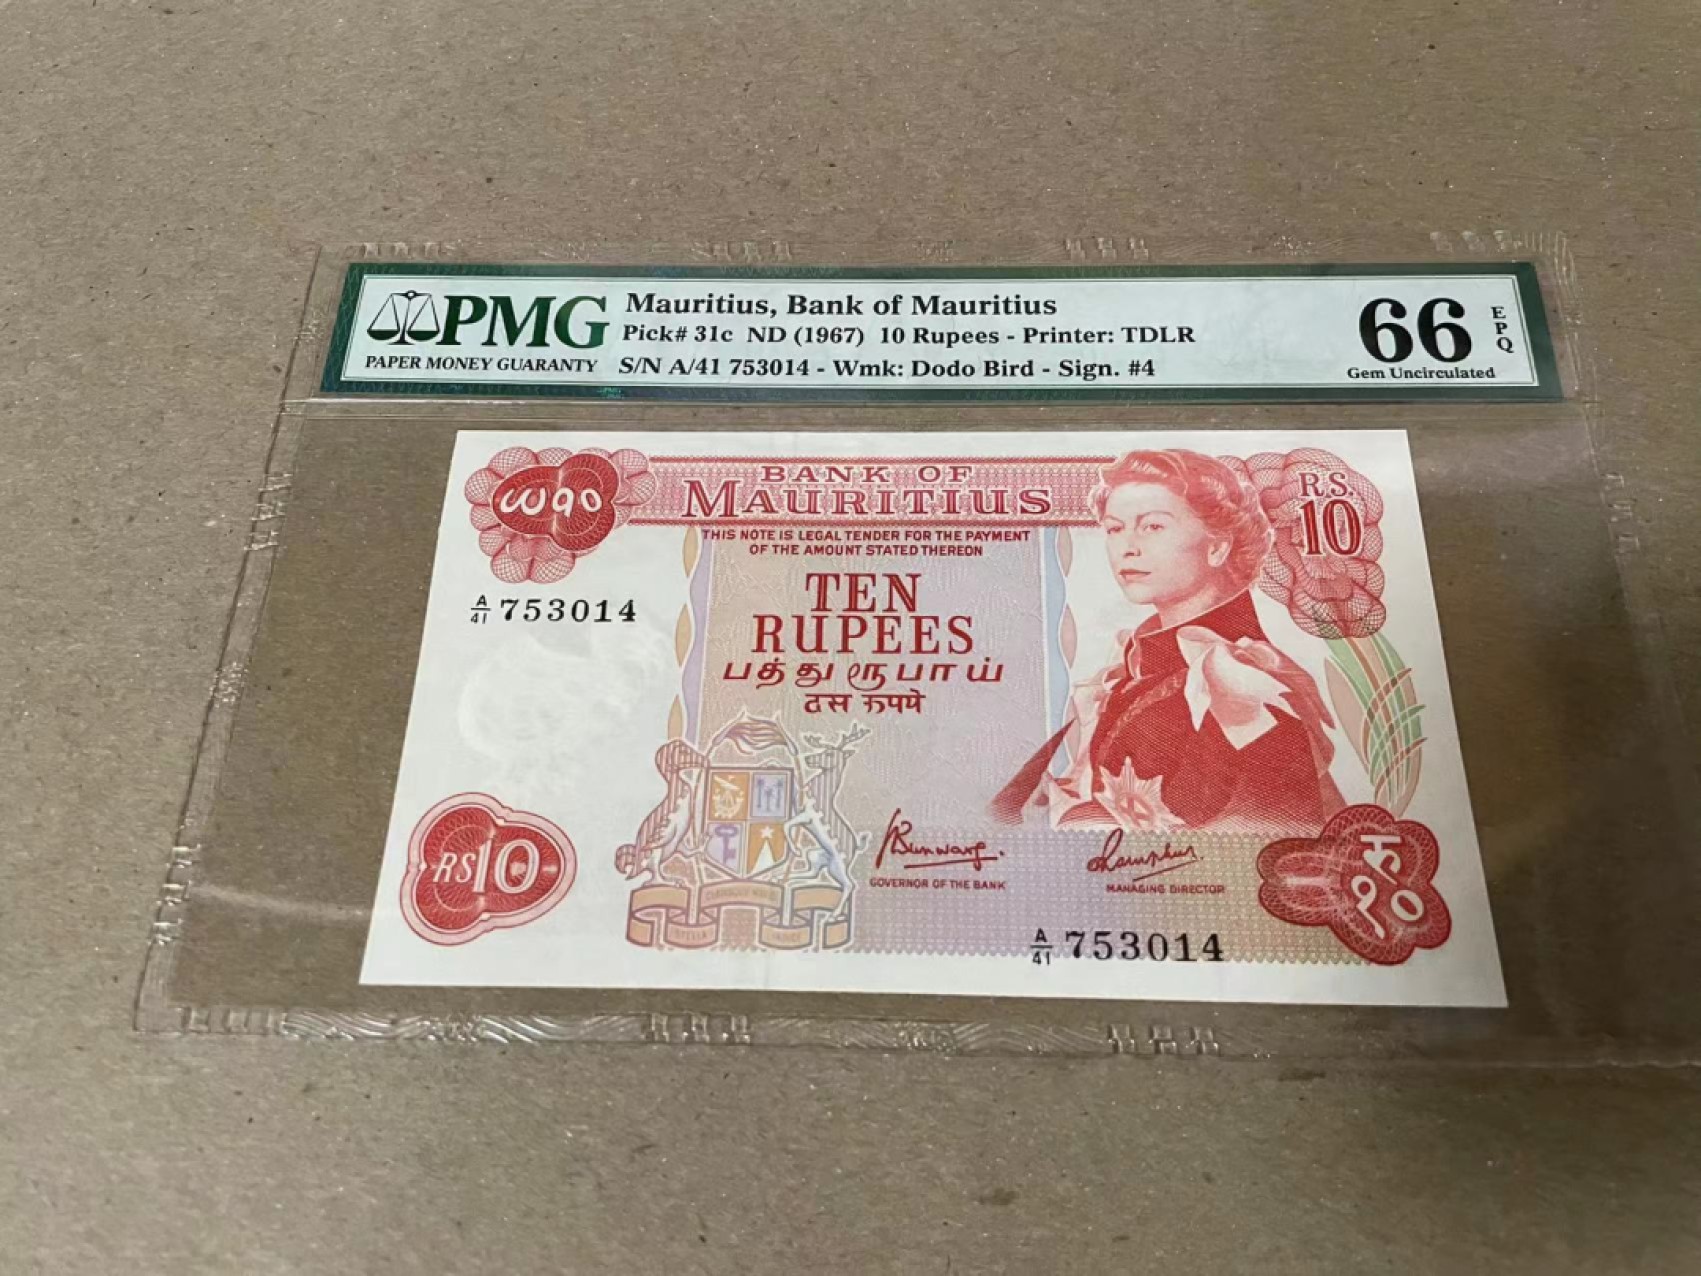 PMG
PAPER MONEY GUARANTY
Mauritius, Bank of Mauritius
Pick# 31c ND (1967) 10 Rupees - Printer: TDLR
S/N A/41 753014 - Wmk: Dodo Bird - Sign. #4
66 EPQ
Gem Uncirculated
BANK OF
MAURITIUS
RS.
10
THIS NOTE IS LEGAL TENDER FOR THE PAYMENT
OF THE AMOUNT STATED THEREON
A/41 753014
TEN
RUPEES
பத்து ரூபாய்
दस रुपये
RS10
GOVERNOR OF THE BANK
MANAGING DIRECTOR
रु
१०
A/41 753014